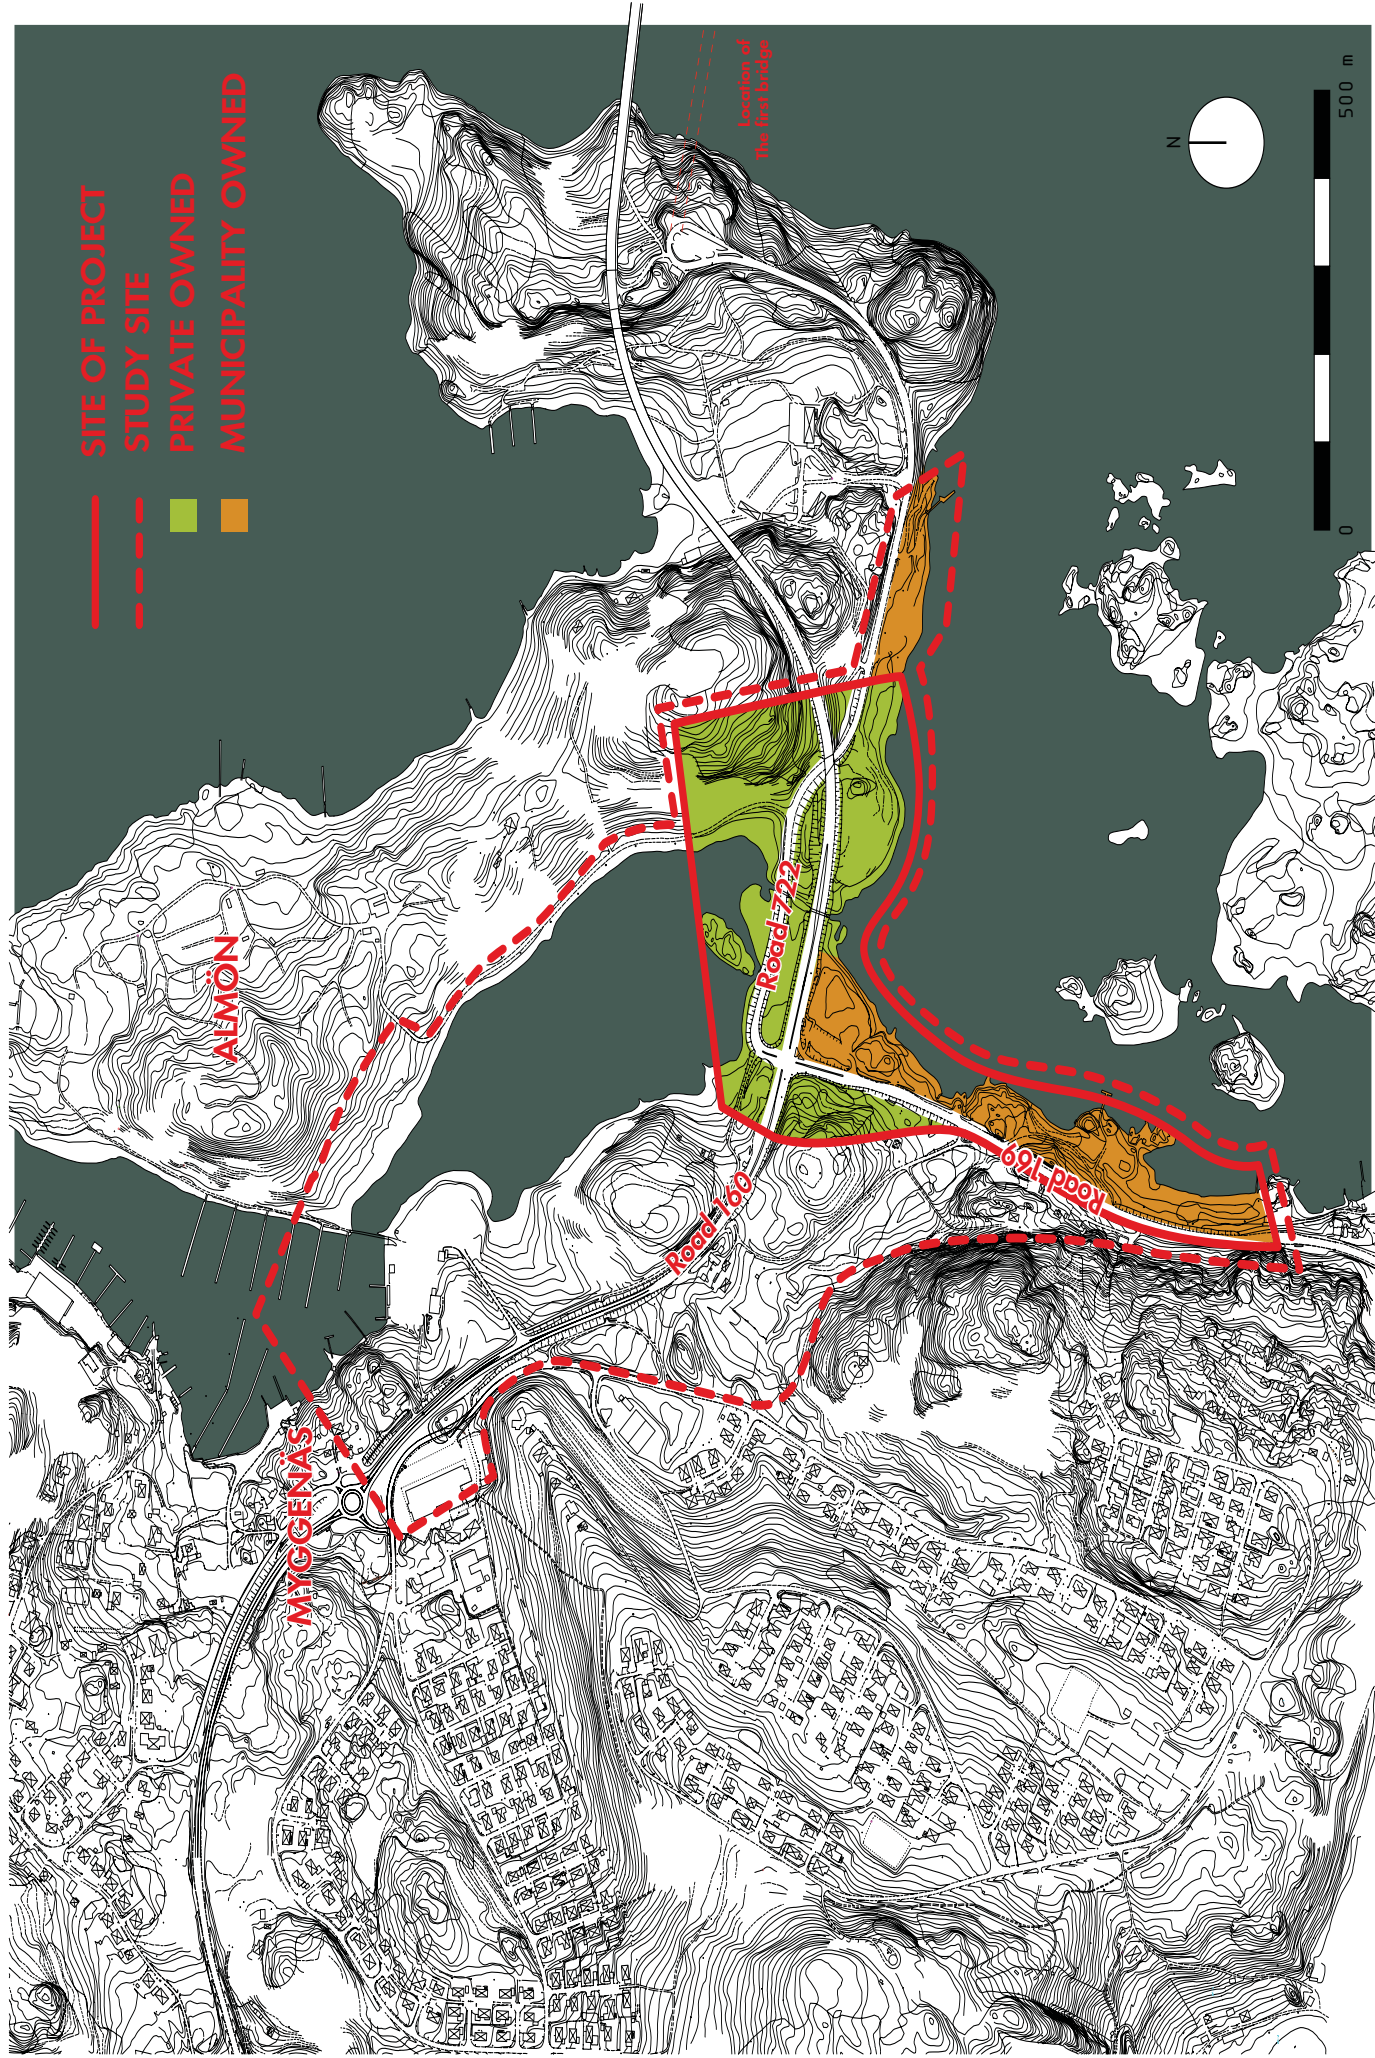 SITE OF PROJECT
STUDY SITE
PRIVATE OWNED
MUNICIPALITY OWNED
Location of
The first bridge
N
0
500 m
ALMÖN
MYGGENÄS
Road 722
Road 160
Road 169